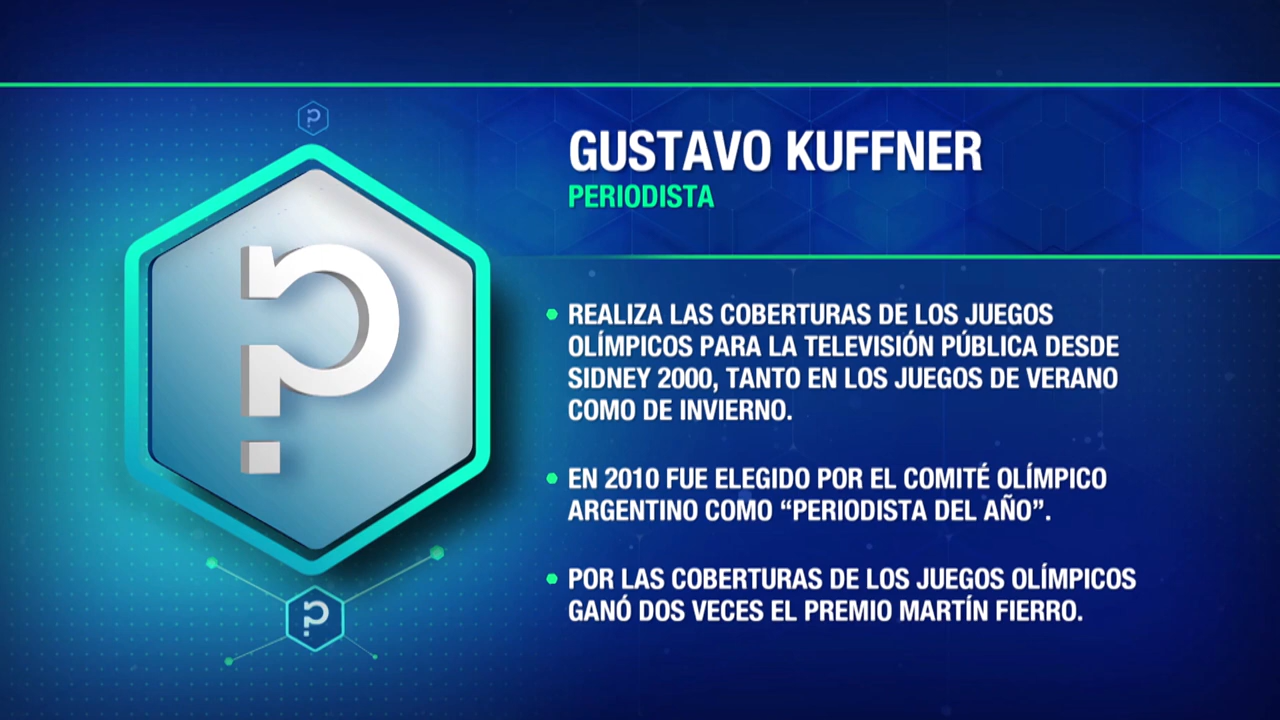 GUSTAVO KUFFNER
PERIODISTA
REALIZA LAS COBERTURAS DE LOS JUEGOS
OLÍMPICOS PARA LA TELEVISIÓN PÚBLICA DESDE
SIDNEY 2000, TANTO EN LOS JUEGOS DE VERANO
COMO DE INVIERNO.
EN 2010 FUE ELEGIDO POR EL COMITÉ OLÍMPICO
ARGENTINO COMO “PERIODISTA DEL AÑO”.
POR LAS COBERTURAS DE LOS JUEGOS OLÍMPICOS
GANÓ DOS VECES EL PREMIO MARTÍN FIERRO.